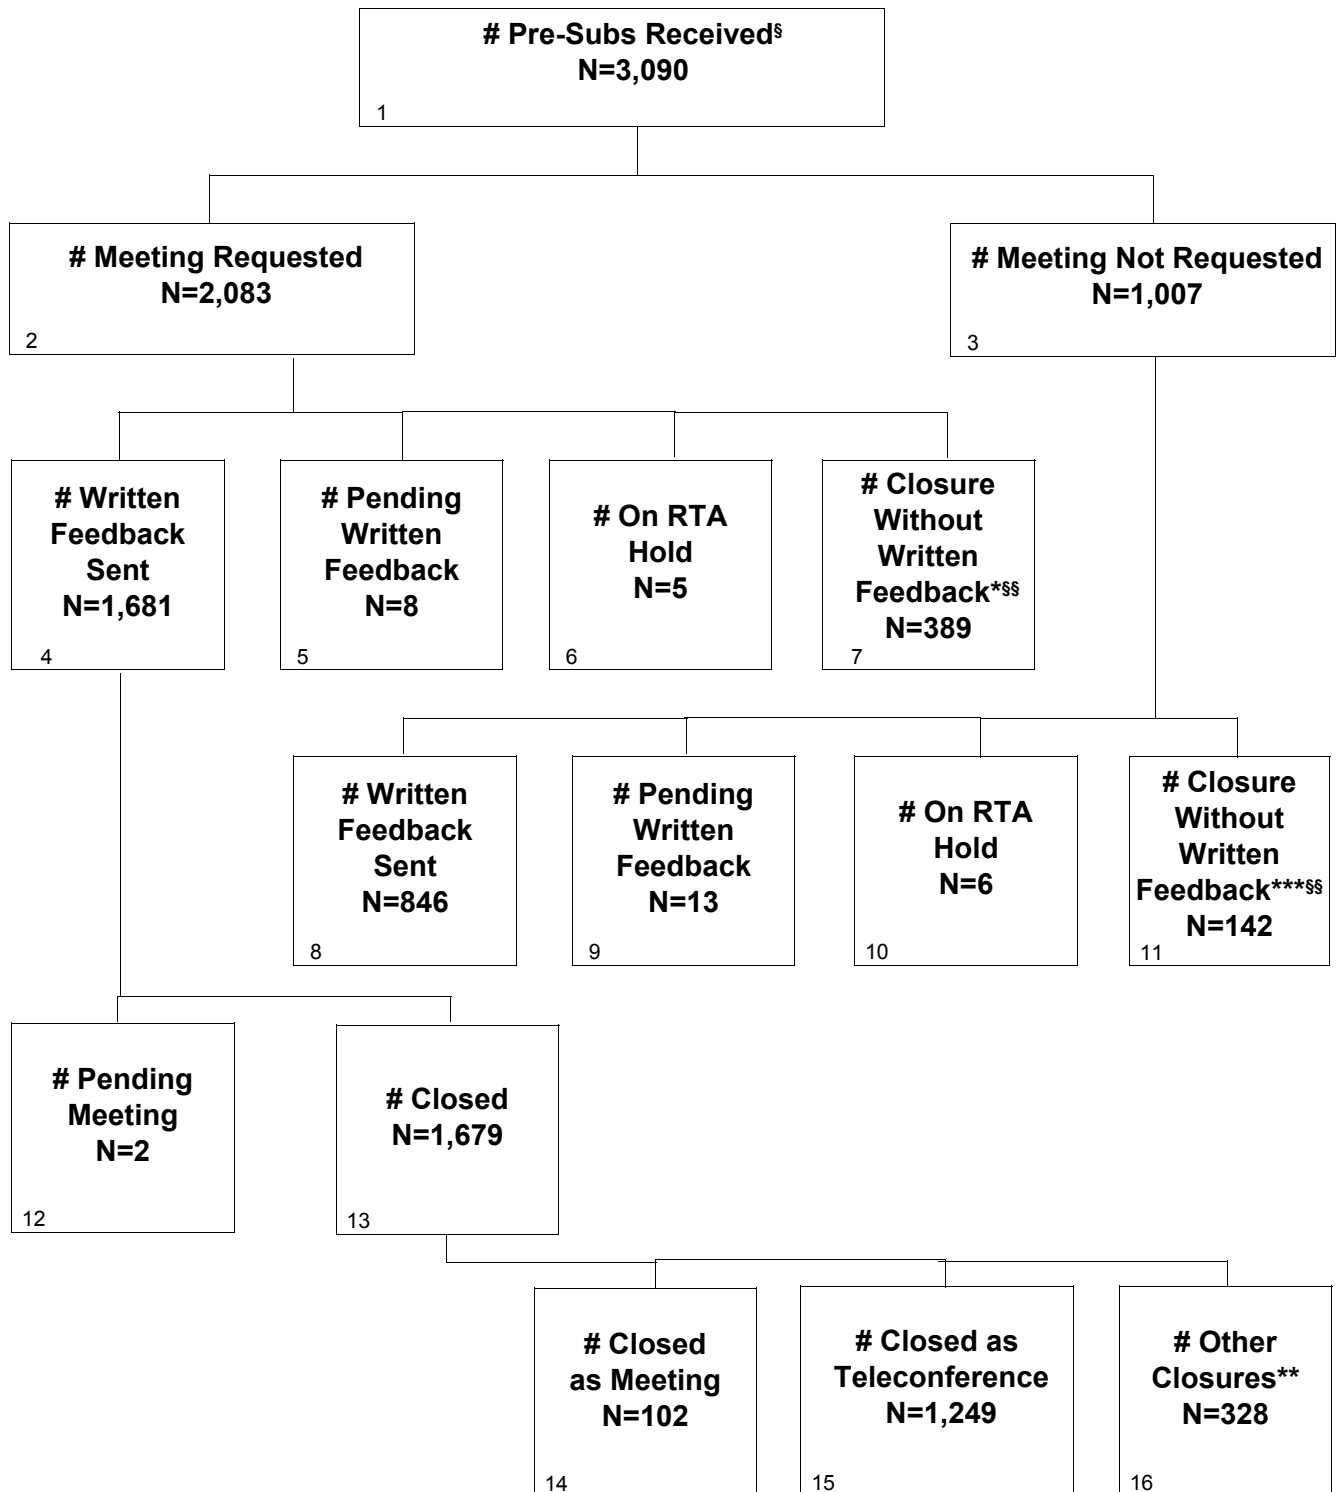 # Pre-Subs Received§
N=3,090
1
# Meeting Requested
N=2,083
2
# Meeting Not Requested
N=1,007
3
# Written
Feedback
Sent
N=1,681
4
# Pending
Written
Feedback
N=8
5
# On RTA
Hold
N=5
6
# Closure
Without
Written
Feedback*§§
N=389
7
# Written
Feedback
Sent
N=846
8
# Pending
Written
Feedback
N=13
9
# On RTA
Hold
N=6
10
# Closure
Without
Written
Feedback***§§
N=142
11
# Pending
Meeting
N=2
12
# Closed
N=1,679
13
# Closed
as Meeting
N=102
14
# Closed as
Teleconference
N=1,249
15
# Other
Closures**
N=328
16